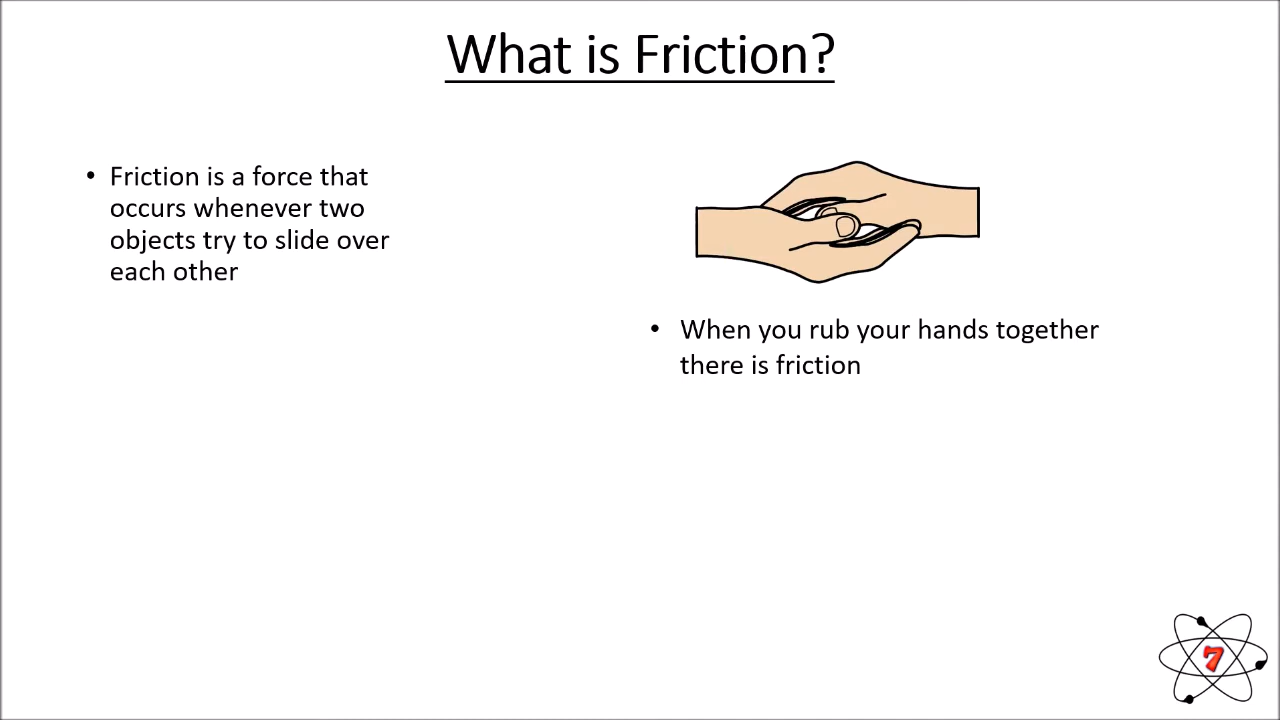 What is Friction?
• Friction is a force that
occurs whenever two
objects try to slide over
each other
• When you rub your hands together
there is friction
7